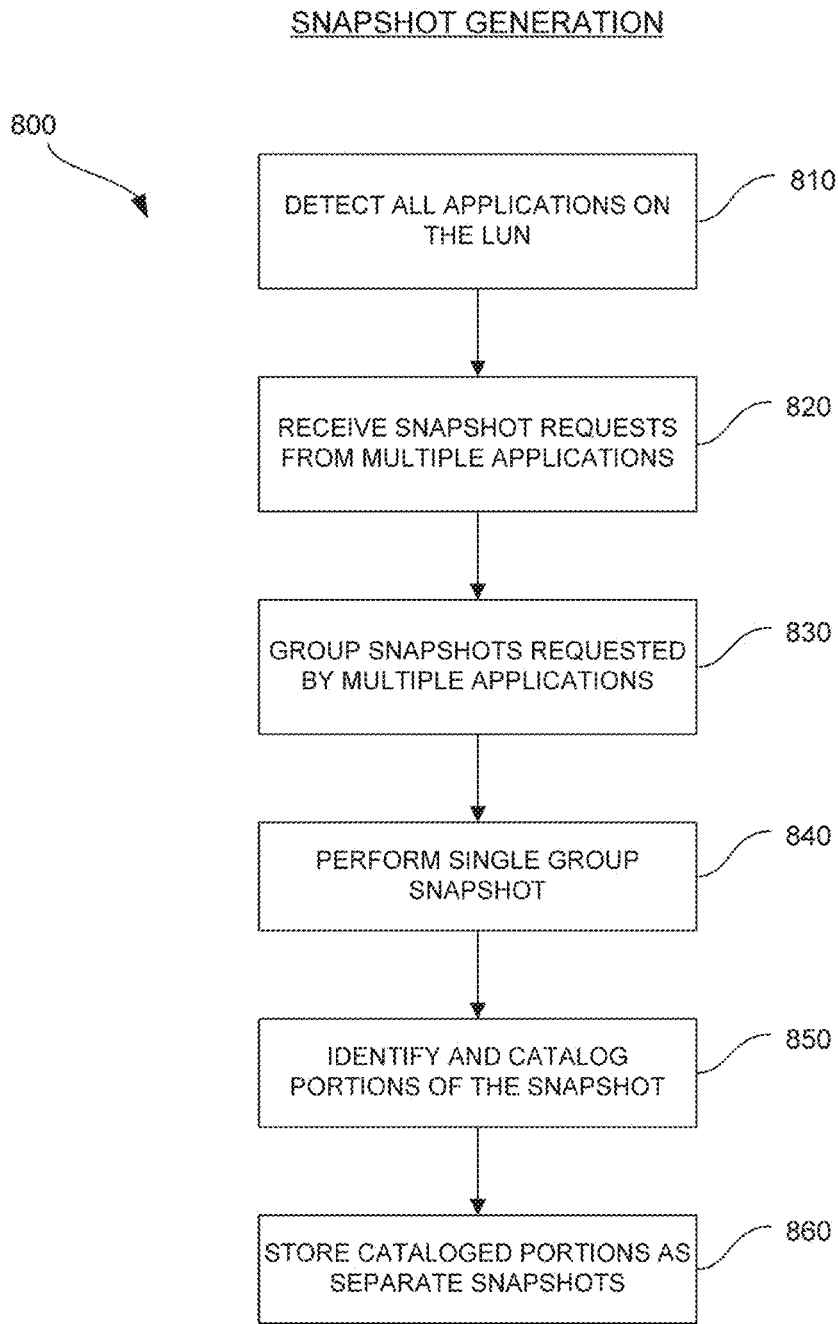 SNAPSHOT GENERATION
800
DETECT ALL APPLICATIONS ON
THE LUN
810
RECEIVE SNAPSHOT REQUESTS
FROM MULTIPLE APPLICATIONS
820
GROUP SNAPSHOTS REQUESTED
BY MULTIPLE APPLICATIONS
830
PERFORM SINGLE GROUP
SNAPSHOT
840
IDENTIFY AND CATALOG
PORTIONS OF THE SNAPSHOT
850
STORE CATALOGED PORTIONS AS
SEPARATE SNAPSHOTS
860